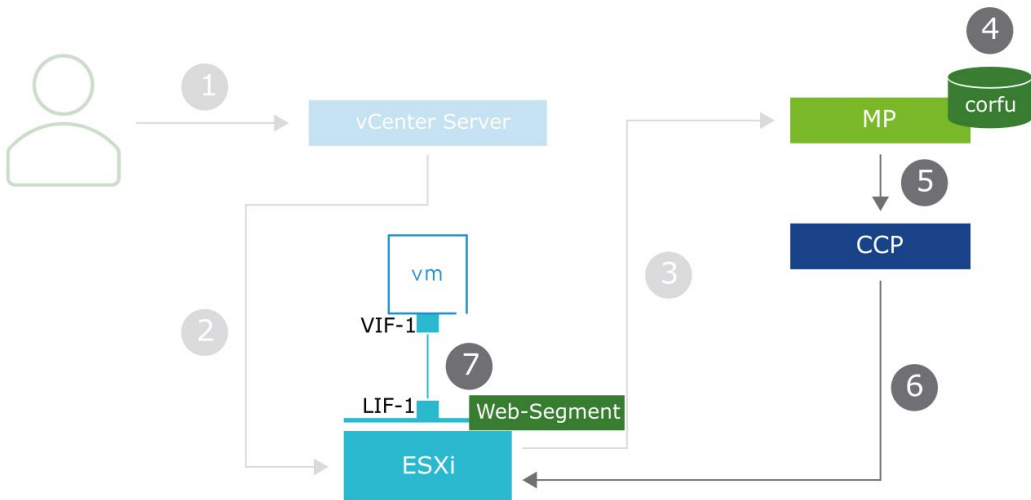 1
4
vCenter Server
MP
corfu
5
CCP
vm
3
2
VIF-1
7
6
LIF-1
Web-Segment
ESXi